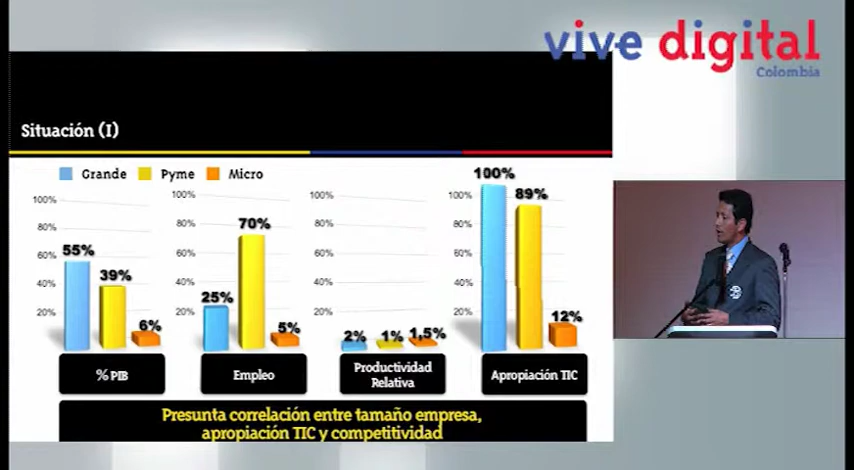 vive digital
Colombia
Situación (I)
Grande Pyme Micro
100%
80%
60%
40%
20%
55%
39%
6%
%PIB
100%
80%
60%
40%
20%
25%
70%
5%
Empleo
100%
80%
60%
40%
20%
2%
1%
1,5%
Productividad
Relativa
100%
80%
60%
40%
20%
100%
89%
12%
Apropiación TIC
Presunta correlación entre tamaño empresa,
apropiación TIC y competitividad